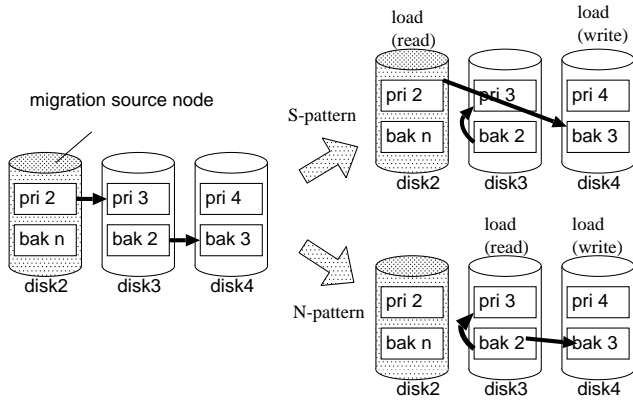 migration source node
pri 2
pri 3
pri 4
bak n
bak 2
bak 3
disk2
disk3
disk4
S-pattern
load
(read)
load
(write)
pri 2
pri 3
pri 4
bak n
bak 2
bak 3
disk2
disk3
disk4
N-pattern
load
(read)
load
(write)
pri 2
pri 3
pri 4
bak n
bak 2
bak 3
disk2
disk3
disk4